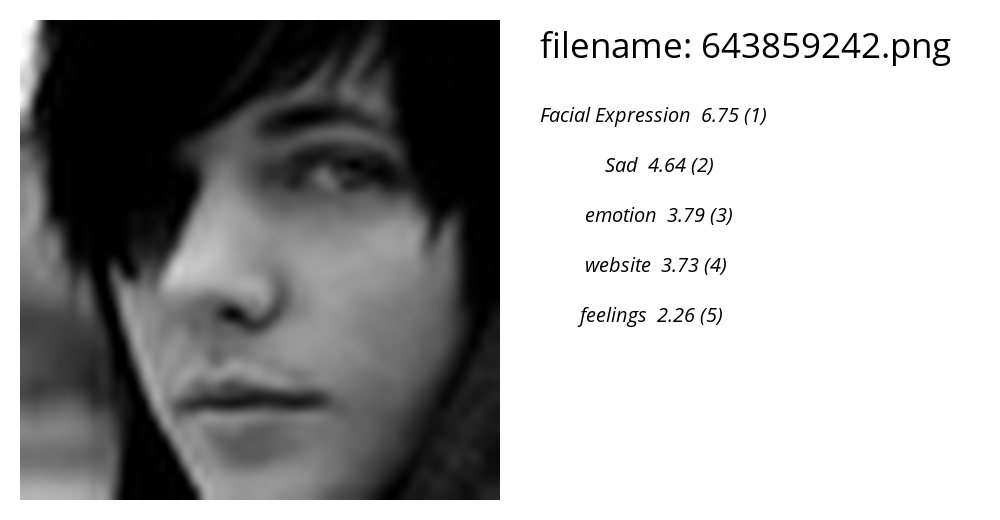 filename: 643859242.png
Facial Expression 6.75 (1)
Sad 4.64 (2)
emotion 3.79 (3)
website 3.73 (4)
feelings 2.26 (5)